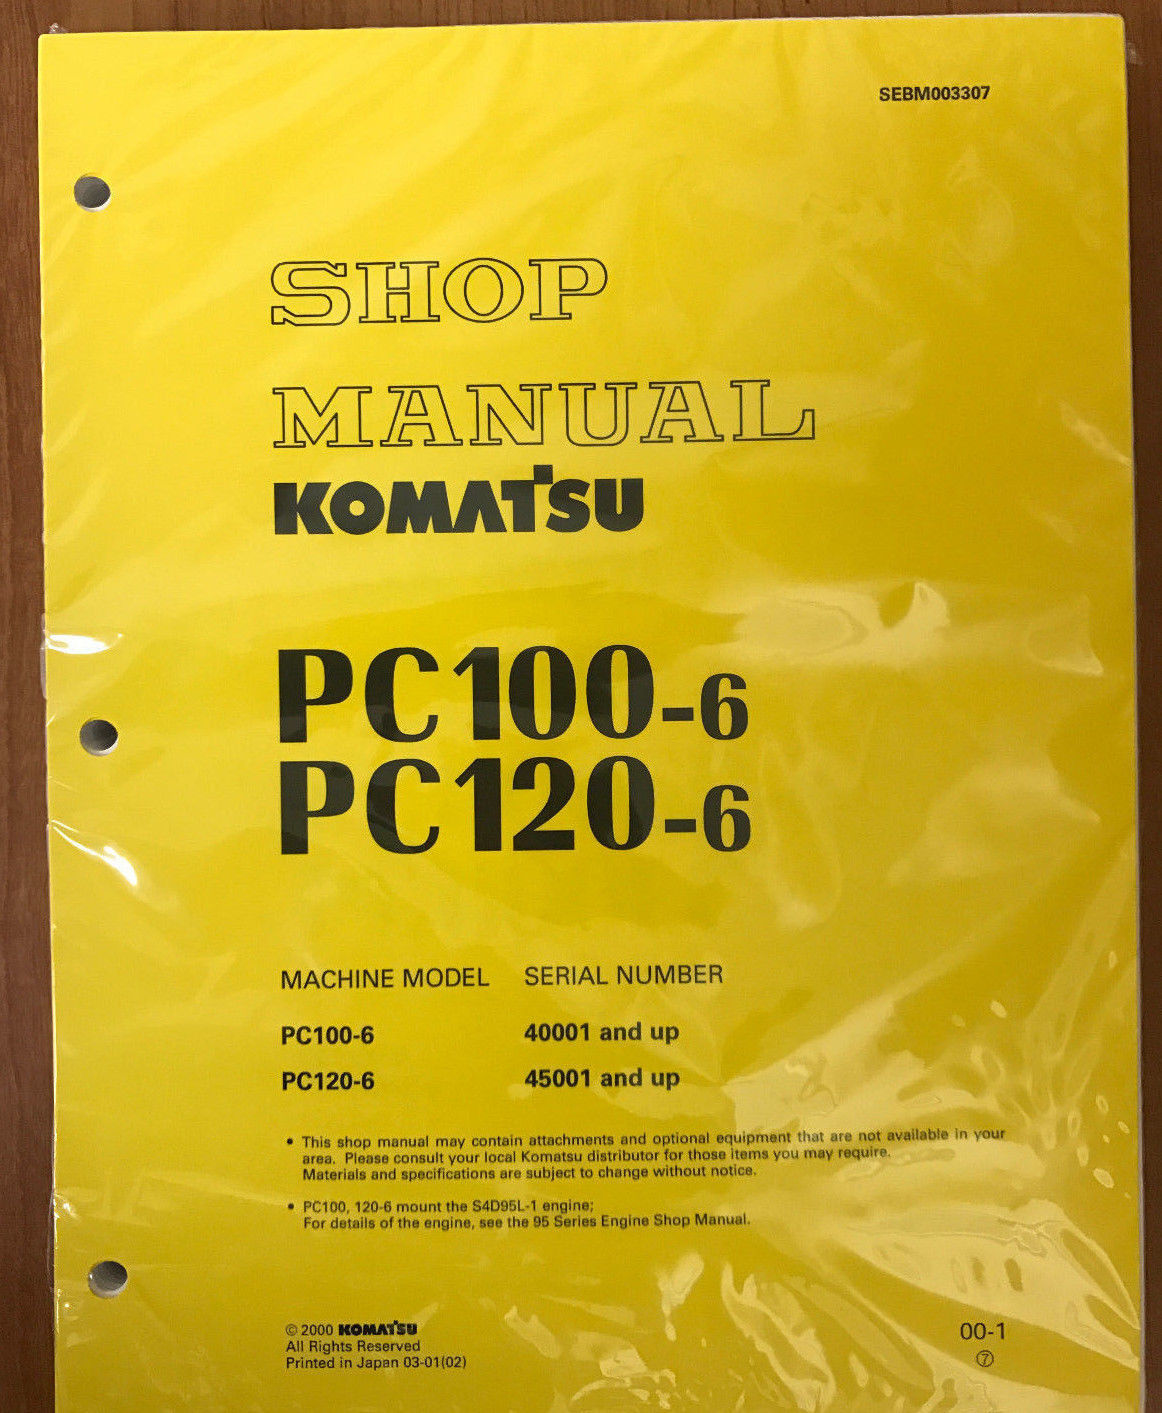 SEBM003307
SHOP
MANUAL
KOMATSU
PC100-6
PC120-6
MACHINE MODEL SERIAL NUMBER
PC100-6 40001 and up
PC120-6 45001 and up
• This shop manual may contain attachments and optional equipment that are not available in your
area. Please consult your local Komatsu distributor for those items you may require.
Materials and specifications are subject to change without notice.
• PC100, 120-6 mount the S4D95L-1 engine;
For details of the engine, see the 95 Series Engine Shop Manual.
© 2000 KOMATSU
All Rights Reserved
Printed in Japan 03-01(02)
00-1
⑦